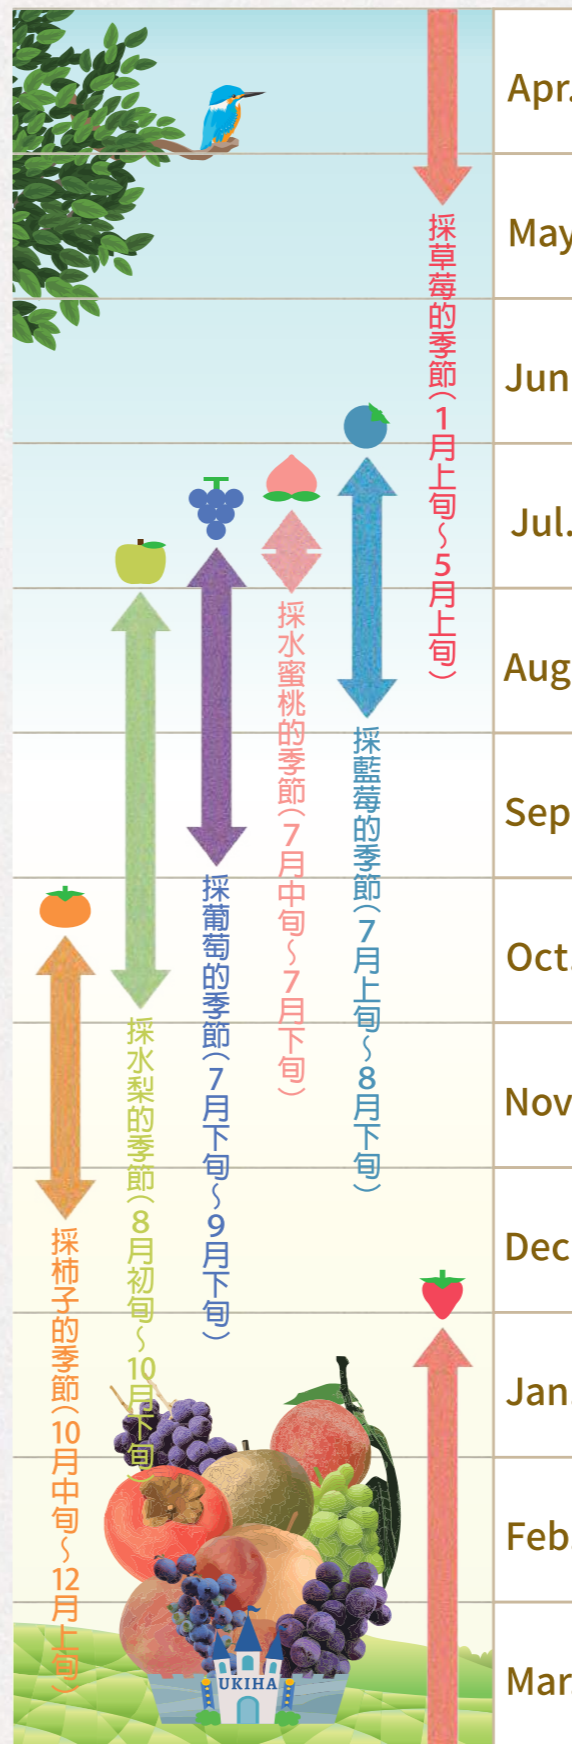 Apr.
May
Jun
Jul.
Aug
Sep
Oct.
Nov
Dec
Jan.
Feb.
Mar.
採草莓的季節(1月上旬～5月上旬)
採藍莓的季節(7月上旬～8月下旬)
採水蜜桃的季節(7月中旬～7月下旬)
採葡萄的季節(7月下旬～9月下旬)
採水梨的季節(8月初旬～10月下旬)
採柿子的季節(10月中旬～12月上旬)
UKIHA